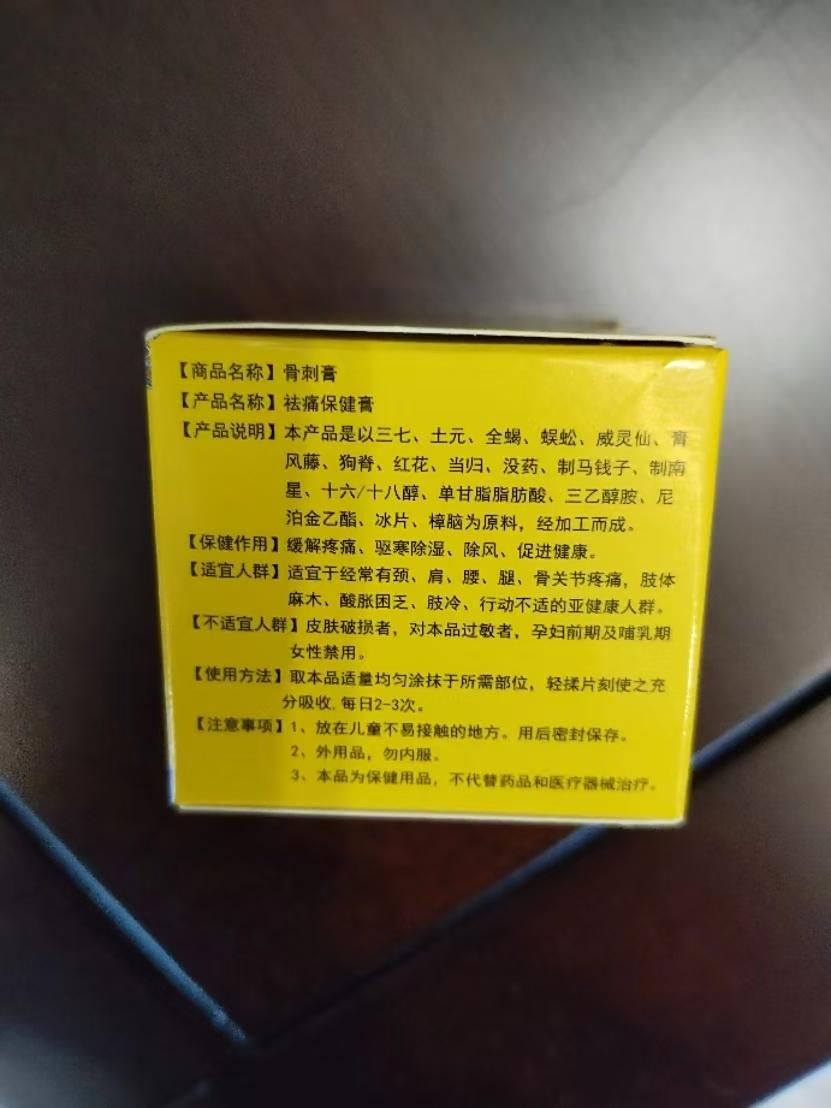 【商品名称】骨刺膏
【产品名称】祛痛保健膏
【产品说明】本产品是以三七、土元、全蝎、蜈蚣、威灵仙、青
风藤、狗脊、红花、当归、没药、制马钱子、制南
星、十六/十八醇、单甘脂脂肪酸、三乙醇胺、尼
泊金乙酯、冰片、樟脑为原料，经加工而成。
【保健作用】缓解疼痛、驱寒除湿、除风、促进健康。
【适宜人群】适宜于经常有颈、肩、腰、腿、骨关节疼痛，肢体
麻木、酸胀困乏、肢冷、行动不适的亚健康人群。
【不适宜人群】皮肤破损者，对本品过敏者，孕妇前期及哺乳期
女性禁用。
【使用方法】取本品适量均匀涂抹于所需部位，轻揉片刻使之充
分吸收,每日2-3次。
【注意事项】1、放在儿童不易接触的地方。用后密封保存。
2、外用品，勿内服。
3、本品为保健用品，不代替药品和医疗器械治疗。